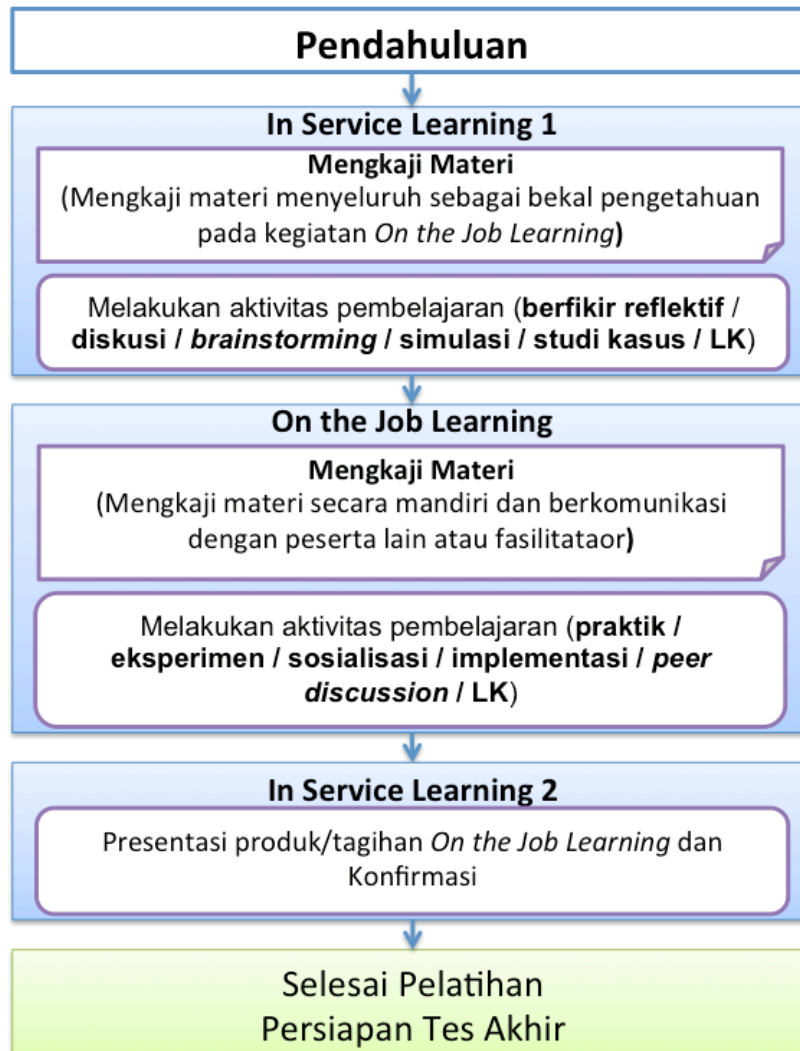 Pendahuluan
In Service Learning 1
Mengkaji Materi
(Mengkaji materi menyeluruh sebagai bekal pengetahuan
pada kegiatan On the Job Learning)
Melakukan aktivitas pembelajaran (berfikir reflektif /
diskusi / brainstorming / simulasi / studi kasus / LK)
On the Job Learning
Mengkaji Materi
(Mengkaji materi secara mandiri dan berkomunikasi
dengan peserta lain atau fasilitataor)
Melakukan aktivitas pembelajaran (praktik /
eksperimen / sosialisasi / implementasi / peer
discussion / LK)
In Service Learning 2
Presentasi produk/tagihan On the Job Learning dan
Konfirmasi
Selesai Pelatihan
Persiapan Tes Akhir